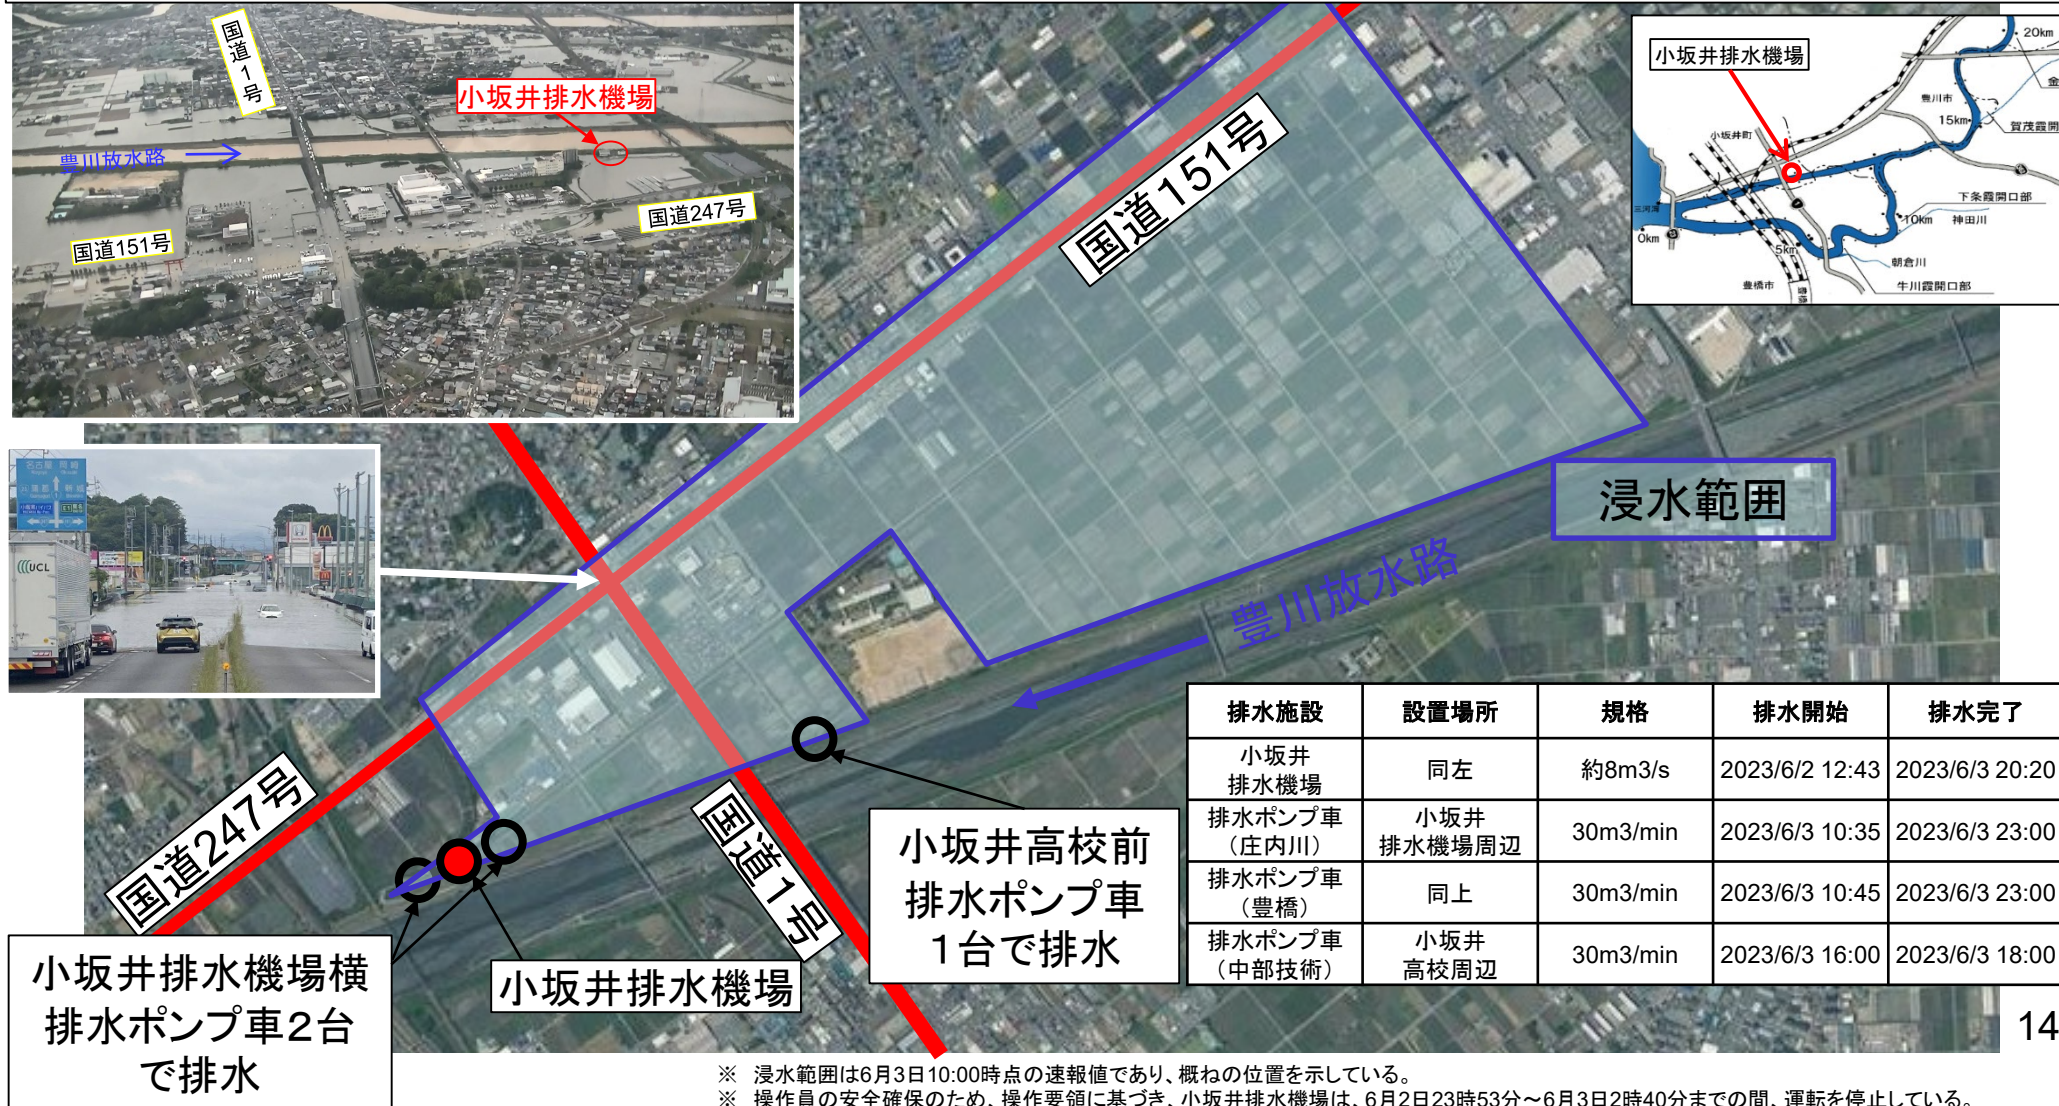 国道1号
小坂井排水機場
豊川放水路
国道151号
国道247号
小坂井排水機場
20km
豊川市
15km
賀茂霞開
小坂井町
下条霞開口部
10km
神田川
三河湾
0km
5km
朝倉川
豊橋市
牛川霞開口部
国道151号
浸水範囲
名古屋 岡崎
UCL
豊川放水路
国道247号
国道1号
小坂井高校前
排水ポンプ車
1台で排水
小坂井排水機場
小坂井排水機場横
排水ポンプ車2台
で排水
排水施設 設置場所 規格 排水開始 排水完了
小坂井
排水機場 同左 約8m3/s 2023/6/2 12:43 2023/6/3 20:20
排水ポンプ車
(庄内川) 小坂井
排水機場周辺 30m3/min 2023/6/3 10:35 2023/6/3 23:00
排水ポンプ車
(豊橋) 同上 30m3/min 2023/6/3 10:45 2023/6/3 23:00
排水ポンプ車
(中部技術) 小坂井
高校周辺 30m3/min 2023/6/3 16:00 2023/6/3 18:00
14
※ 浸水範囲は6月3日10:00時点の速報値であり、概ねの位置を示している。
※ 操作員の安全確保のため、操作要領に基づき、小坂井排水機場は、6月2日23時53分～6月3日2時40分までの間、運転を停止している。